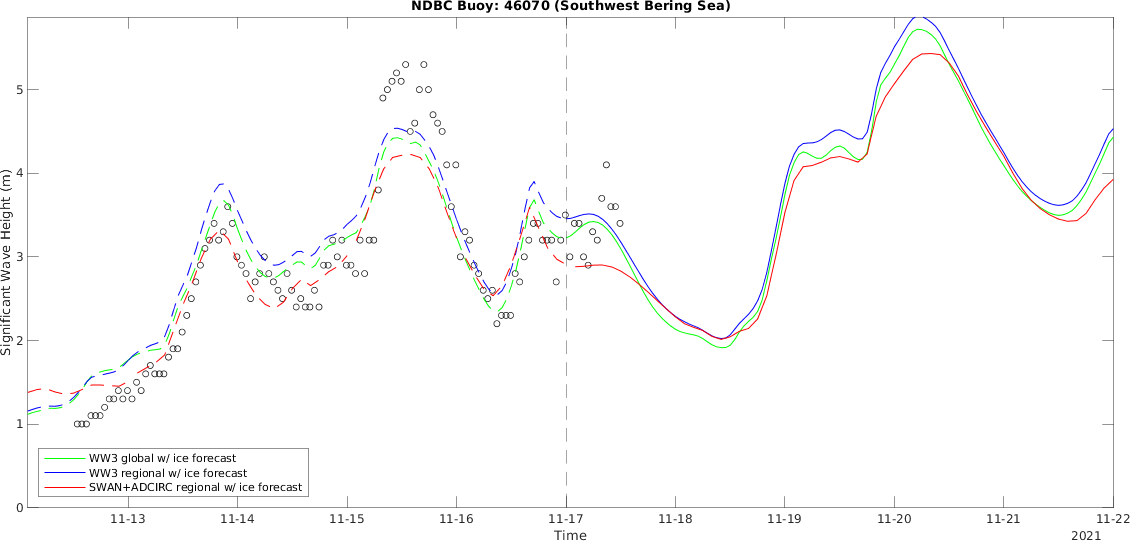 NDBC Buoy: 46070 (Southwest Bering Sea)
Significant Wave Height (m)
5
4
3
2
1
0
WW3 global w/ ice forecast
WW3 regional w/ ice forecast
SWAN+ADCIRC regional w/ ice forecast
11-13 11-14 11-15 11-16 11-17 11-18 11-19 11-20 11-21 11-22
Time
2021